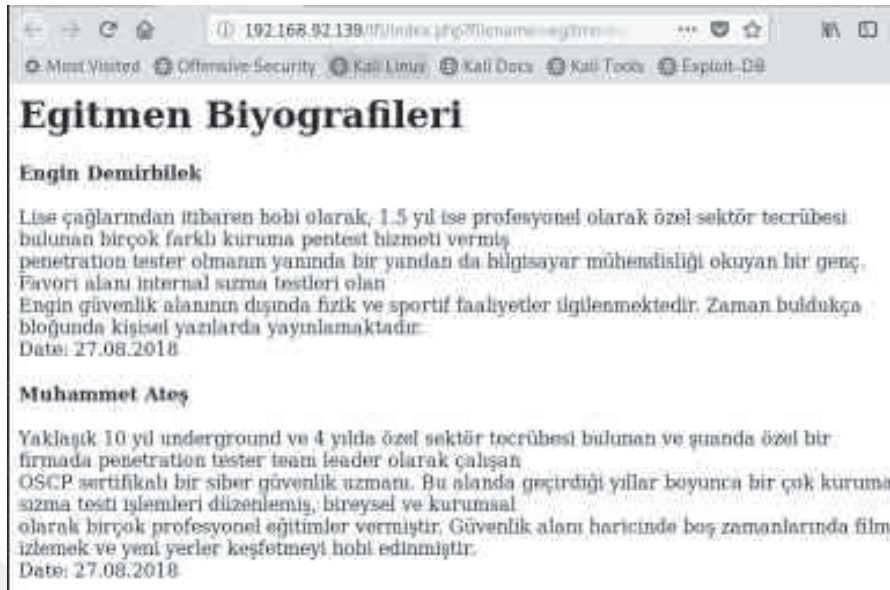 192.168.92.139/lfi/index.php?filename=egitmen
Most Visited Offensive Security Kali Linux Kali Docs Kali Tools Exploit-DB
Egitmen Biyografileri
Engin Demirbilek
Lise çağlarından itibaren hobi olarak, 1.5 yıl ise profesyonel olarak özel sektör tecrübesi
bulunan birçok farklı kuruma pentest hizmeti vermiş
penetration tester olmanın yanında bir yandan da bilgisayar mühendisliği okuyan bir genç.
Favori alanı internal sızma testleri olan
Engin güvenlik alanının dışında fizik ve sportif faaliyetler ilgilenmektedir. Zaman buldukça
bloğunda kişisel yazılarda yayınlamaktadır.
Date: 27.08.2018
Muhammet Ateş
Yaklaşık 10 yıl underground ve 4 yılda özel sektör tecrübesi bulunan ve şuanda özel bir
firmada penetration tester team leader olarak çalışan
OSCP sertifikalı bir siber güvenlik uzmanı. Bu alanda geçirdiği yıllar boyunca bir çok kuruma
sızma testi işlemleri düzenlemiş, bireysel ve kurumsal
olarak birçok profesyonel eğitimler vermiştir. Güvenlik alanı haricinde boş zamanlarında film
izlemek ve yeni yerler keşfetmeyi hobi edinmiştir.
Date: 27.08.2018